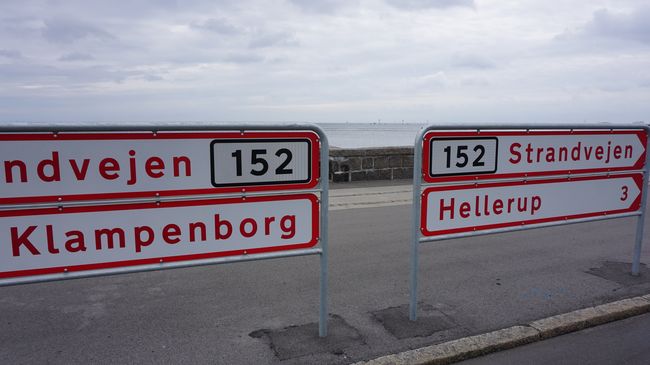 ndvejen 152
Klampenborg
152 Strandvejen
Hellerup 3